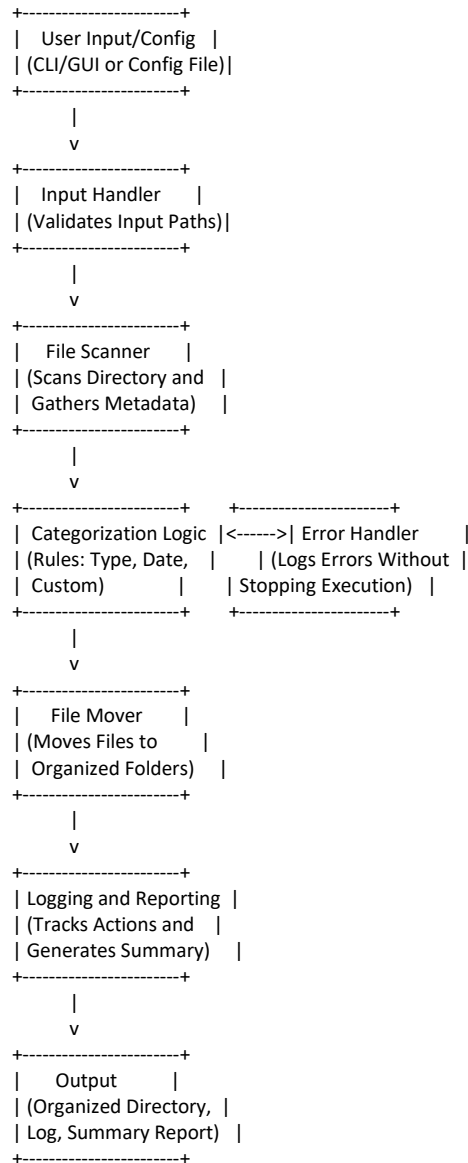 +------------------------+
| User Input/Config |
| (CLI/GUI or Config File)|
+------------------------+
|
v
+------------------------+
| Input Handler |
| (Validates Input Paths)|
+------------------------+
|
v
+------------------------+
| File Scanner |
| (Scans Directory and |
| Gathers Metadata) |
+------------------------+
|
v
+------------------------+ +-----------------------+
| Categorization Logic |<------>| Error Handler |
| (Rules: Type, Date, | | (Logs Errors Without |
| Custom) | | Stopping Execution) |
+------------------------+ +-----------------------+
|
v
+------------------------+
| File Mover |
| (Moves Files to |
| Organized Folders) |
+------------------------+
|
v
+------------------------+
| Logging and Reporting |
| (Tracks Actions and |
| Generates Summary) |
+------------------------+
|
v
+------------------------+
| Output |
| (Organized Directory, |
| Log, Summary Report) |
+------------------------+